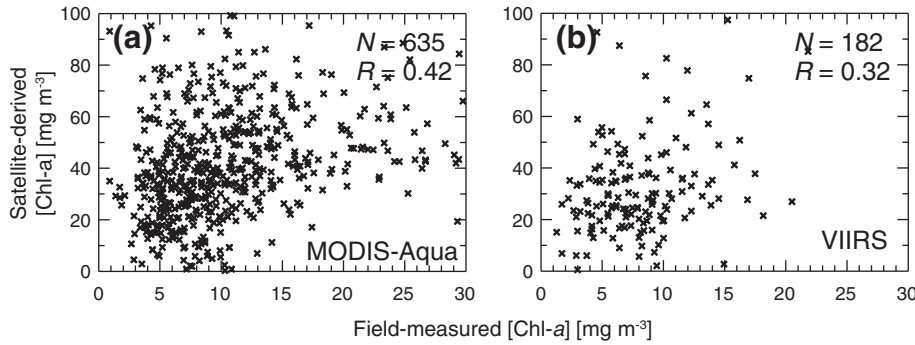 100
80
60
40
20
0
Satellite-derived
[Chl-a] [mg m-3]
(a)
N = 635
R = 0.42
MODIS-Aqua
0 5 10 15 20 25 30
100
80
60
40
20
0
(b)
N = 182
R = 0.32
VIIRS
0 5 10 15 20 25 30
Field-measured [Chl-a] [mg m-3]